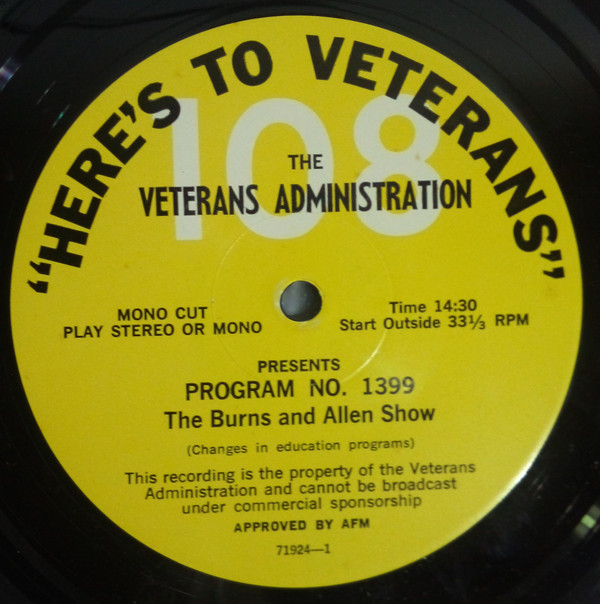 "HERE'S TO VETERANS"
108
THE
VETERANS ADMINISTRATION
MONO CUT
PLAY STEREO OR MONO
Time 14:30
Start Outside 33⅓ RPM
PRESENTS
PROGRAM NO. 1399
The Burns and Allen Show
(Changes in education programs)
This recording is the property of the Veterans
Administration and cannot be broadcast
under commercial sponsorship
APPROVED BY AFM
71924—1